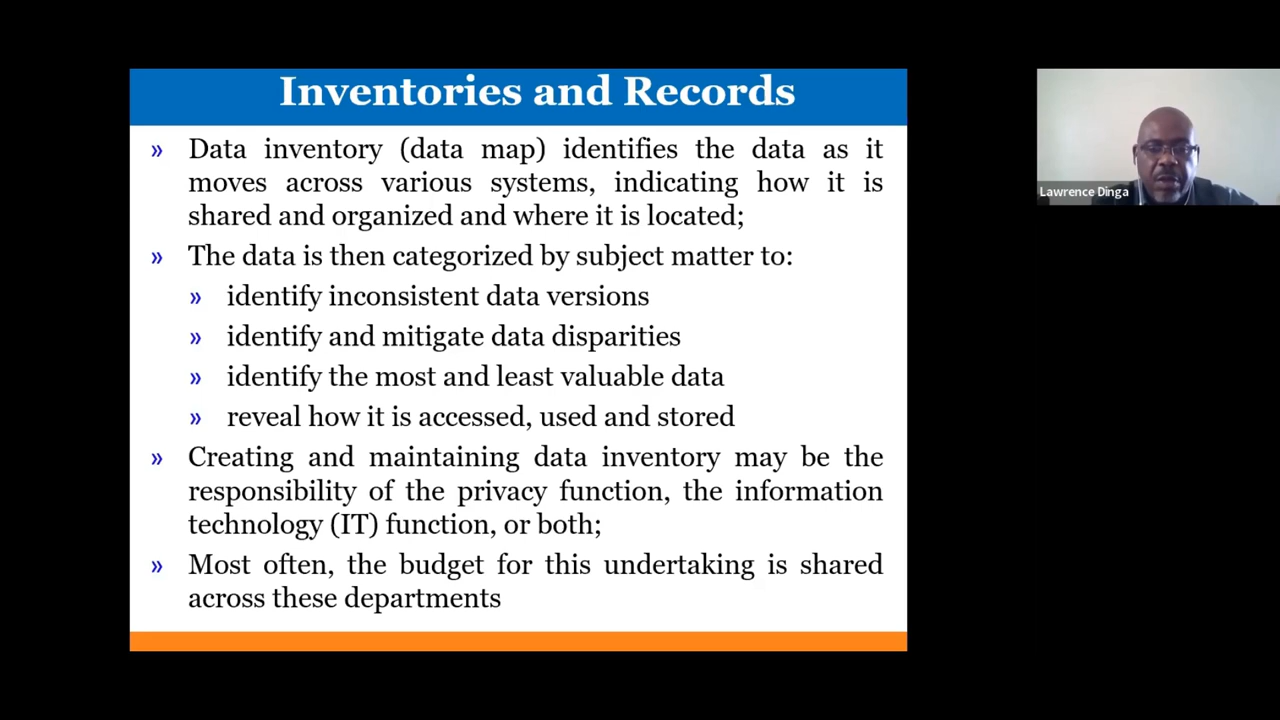 Inventories and Records
» Data inventory (data map) identifies the data as it
moves across various systems, indicating how it is
shared and organized and where it is located;
» The data is then categorized by subject matter to:
» identify inconsistent data versions
» identify and mitigate data disparities
» identify the most and least valuable data
» reveal how it is accessed, used and stored
» Creating and maintaining data inventory may be the
responsibility of the privacy function, the information
technology (IT) function, or both;
» Most often, the budget for this undertaking is shared
across these departments
Lawrence Dinga